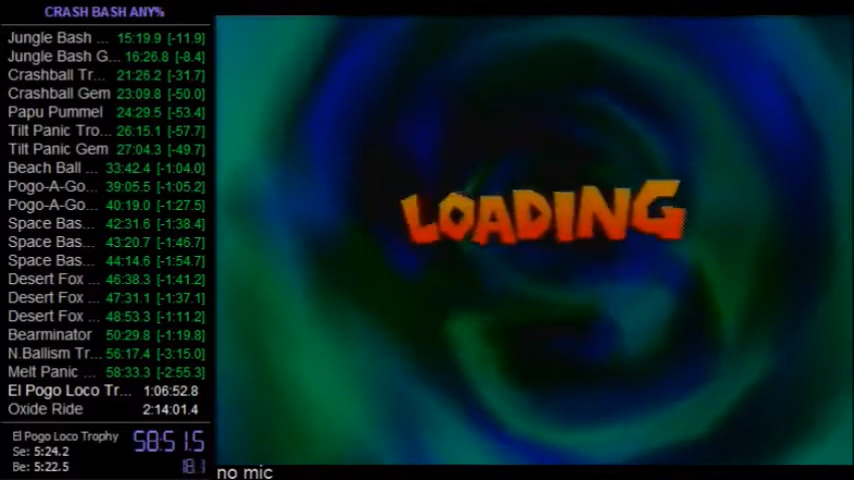 CRASH BASH ANY%
Jungle Bash ... 15:19.9 [-11.9]
Jungle Bash G... 16:26.8 [-8.4]
Crashball Tr... 21:26.2 [-31.7]
Crashball Gem 23:09.8 [-50.0]
Papu Pummel 24:29.5 [-53.4]
Tilt Panic Tro... 26:15.1 [-57.7]
Tilt Panic Gem 27:04.3 [-49.7]
Beach Ball ... 33:42.4 [-1:04.0]
Pogo-A-Go... 39:05.5 [-1:05.2]
Pogo-A-Go... 40:19.0 [-1:27.5]
Space Bas... 42:31.6 [-1:38.4]
Space Bas... 43:20.7 [-1:46.7]
Space Bas... 44:14.6 [-1:54.7]
Desert Fox ... 46:38.3 [-1:41.2]
Desert Fox ... 47:31.1 [-1:37.1]
Desert Fox ... 48:53.3 [-1:11.2]
Bearminator 50:29.8 [-1:19.8]
N.Ballism Tr... 56:17.4 [-3:15.0]
Melt Panic ... 58:33.3 [-2:55.3]
El Pogo Loco Tr... 1:06:52.8
Oxide Ride 2:14:01.4
El Pogo Loco Trophy 58:51.5
Se: 5:24.2
Be: 5:22.5 18.1
LOADING
no mic